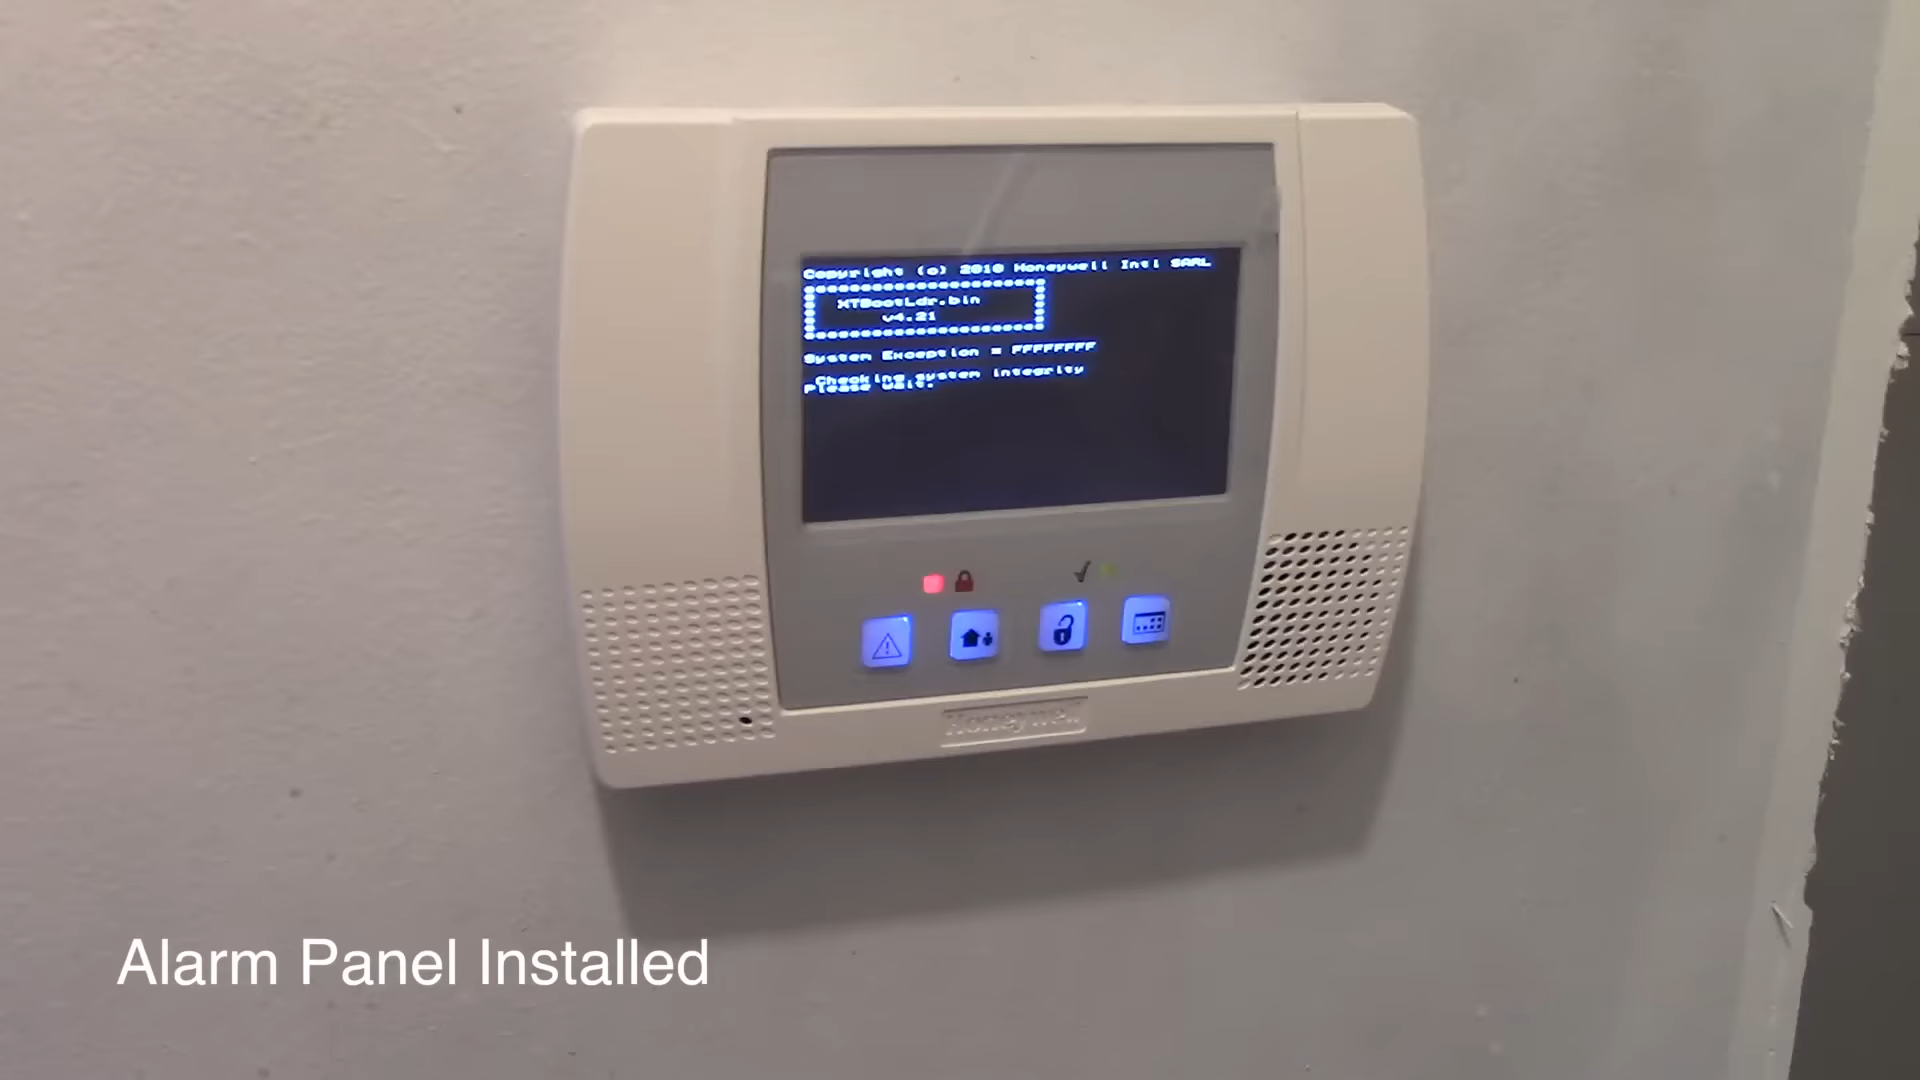 Copyright (c) 2010 Honeywell Intl SARL
XTBootLdr.bin
v4.21
System Exception = FFFFFFFF
Checking system integrity
Please wait.
Honeywell
Alarm Panel Installed